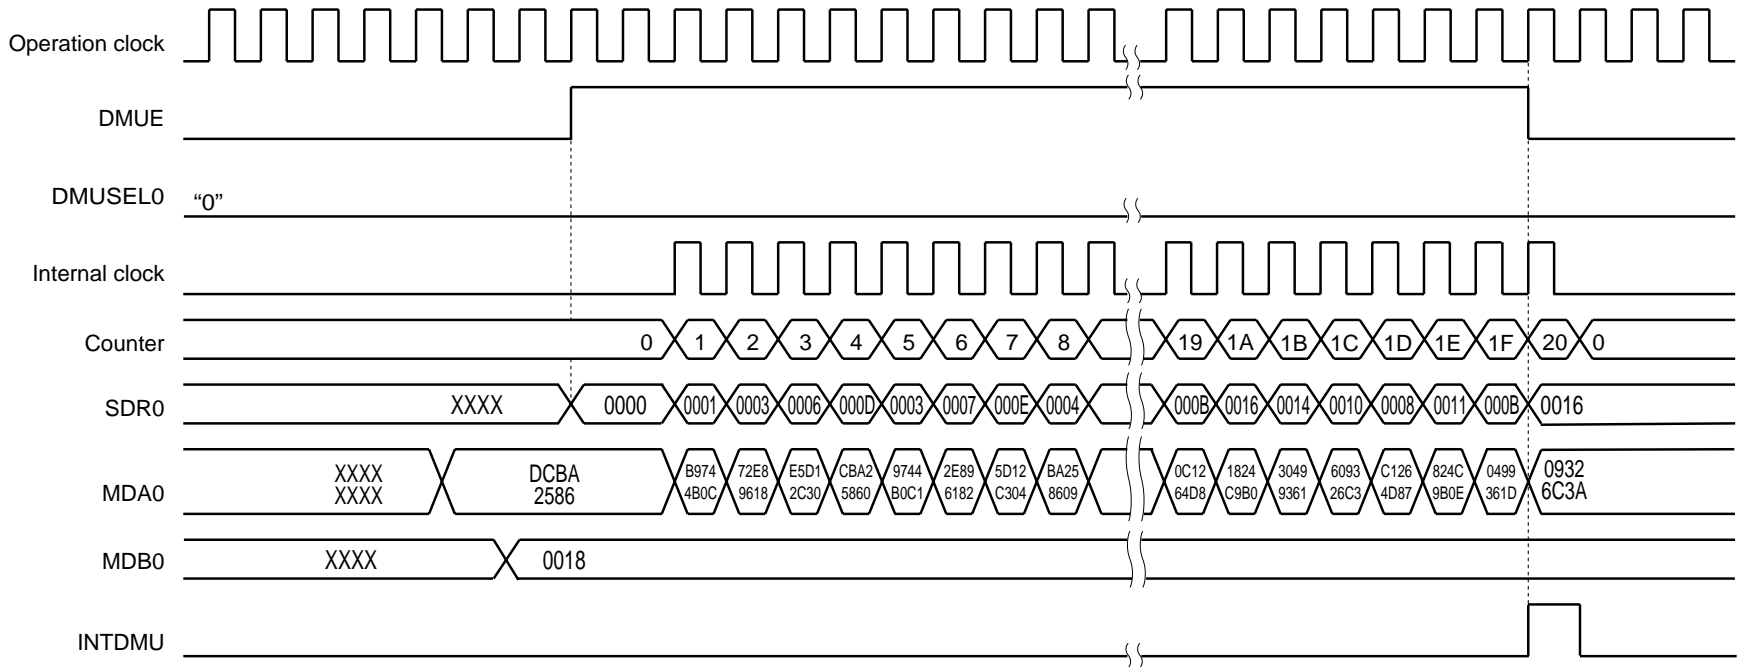 Operation clock
DMUE
DMUSEL0 “0”
Internal clock
Counter 0 1 2 3 4 5 6 7 8 19 1A 1B 1C 1D 1E 1F 20 0
SDR0 XXXX 0000 0001 0003 0006 000D 0003 0007 000E 0004 000B 0016 0014 0010 0008 0011 000B 0016
MDA0 XXXX DCBA B974 72E8 E5D1 CBA2 9744 2E89 5D12 BA25 0C12 1824 3049 6093 C126 824C 0499 0932
XXXX 2586 4B0C 9618 2C30 5860 B0C1 6182 C304 8609 64D8 C9B0 9361 26C3 4D87 9B0E 361D 6C3A
MDB0 XXXX 0018
INTDMU